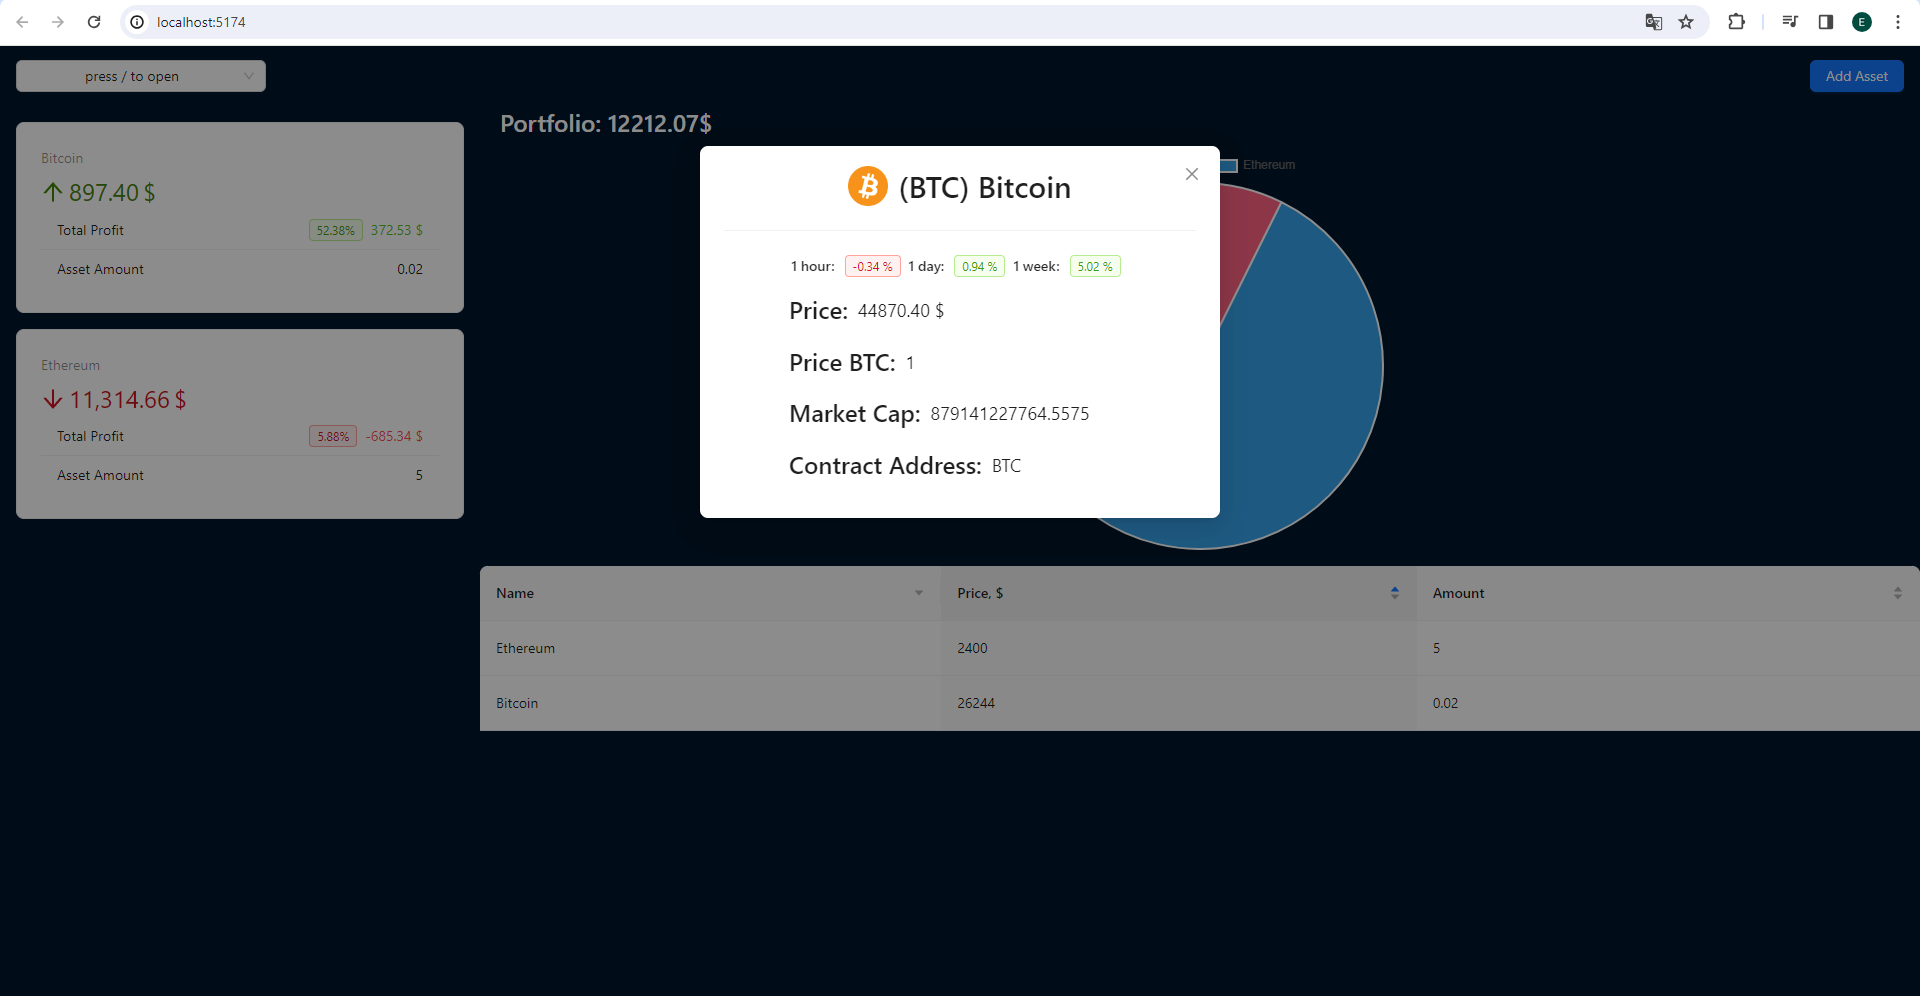 localhost:5174
E
press / to open
Add Asset
Portfolio: 12212.07$
Bitcoin
897.40 $
Total Profit 52.38% 372.53 $
Asset Amount 0.02
Ethereum
11,314.66 $
Total Profit 5.88% -685.34 $
Asset Amount 5
Ethereum
(BTC) Bitcoin
1 hour: -0.34 % 1 day: 0.94 % 1 week: 5.02 %
Price: 44870.40 $
Price BTC: 1
Market Cap: 879141227764.5575
Contract Address: BTC
Name Price, $ Amount
Ethereum 2400 5
Bitcoin 26244 0.02